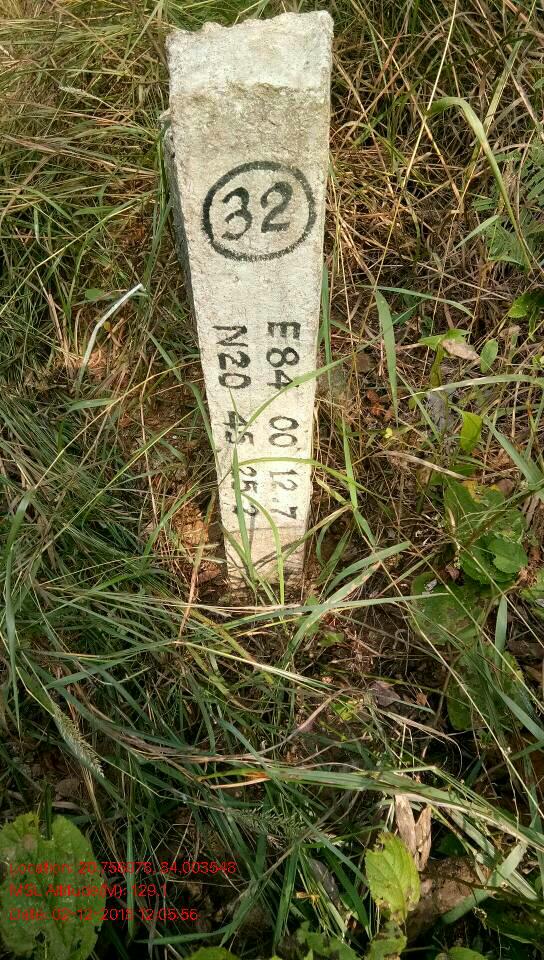 32
E84 00 12.7
N20 45
Location: 20.756976, 84.003548
MSL Altitude(M): 129.1
Date: 02-12-2015 12:05:56